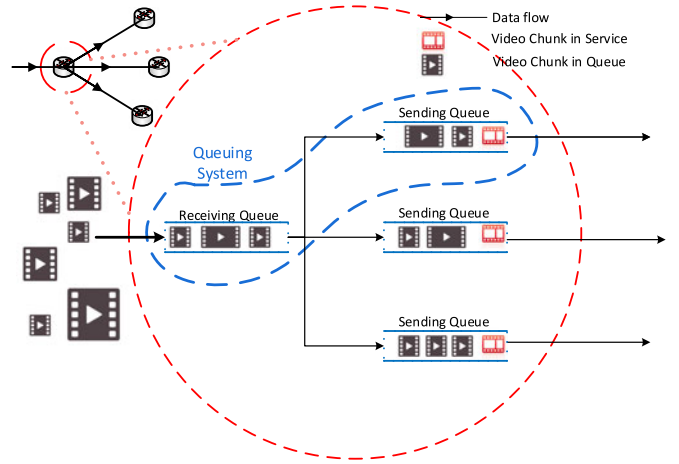 Data flow
Video Chunk in Service
Video Chunk in Queue
Sending Queue
Queuing
System
Receiving Queue
Sending Queue
Sending Queue